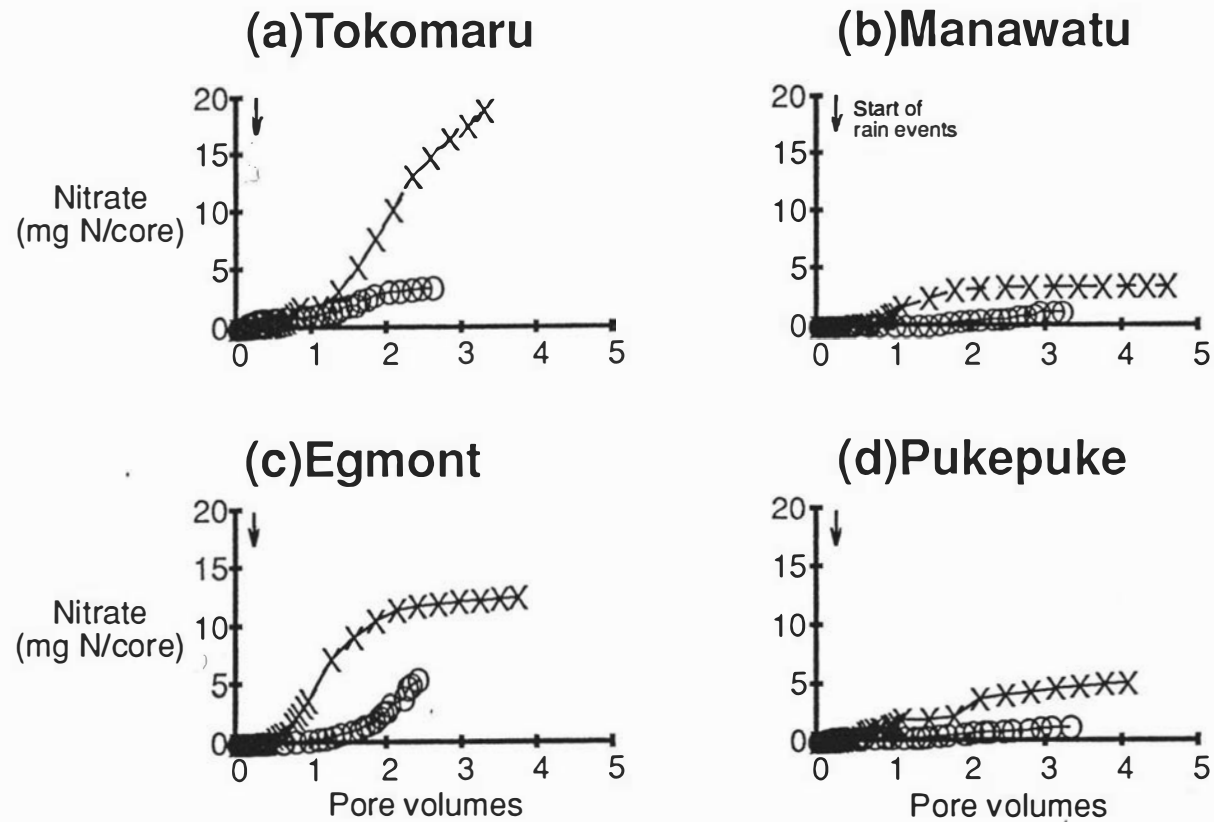 (a)Tokomaru
(b)Manawatu
20
15
10
5
0
Nitrate
(mg N/core)
0 1 2 3 4 5
20
15
10
5
0
Start of
rain events
0 1 2 3 4 5
(c)Egmont
(d)Pukepuke
20
15
10
5
0
Nitrate
(mg N/core)
0 1 2 3 4 5
Pore volumes
20
15
10
5
0
0 1 2 3 4 5
Pore volumes